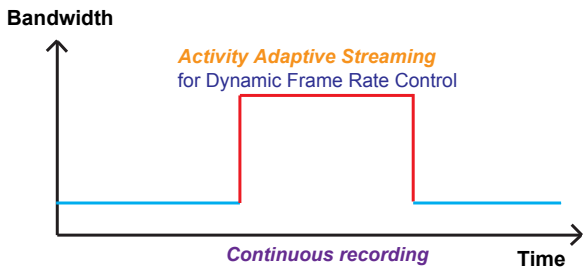 Bandwidth
Activity Adaptive Streaming
for Dynamic Frame Rate Control
Continuous recording
Time